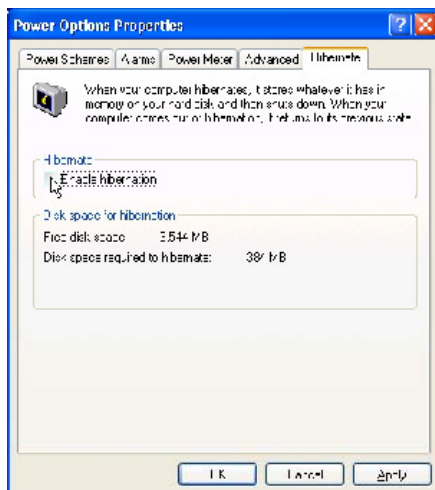 Power Options Properties
Power Schemes Alarms Power Meter Advanced Hibernate
When your computer hibernates, it stores whatever it has in
memory on your hard disk and then shuts down. When your
computer comes out of hibernation, it returns to its previous state.
Hibernate
Enable hibernation
Disk space for hibernation
Free disk space:
Disk space required to hibernate: MB
OK Cancel Apply